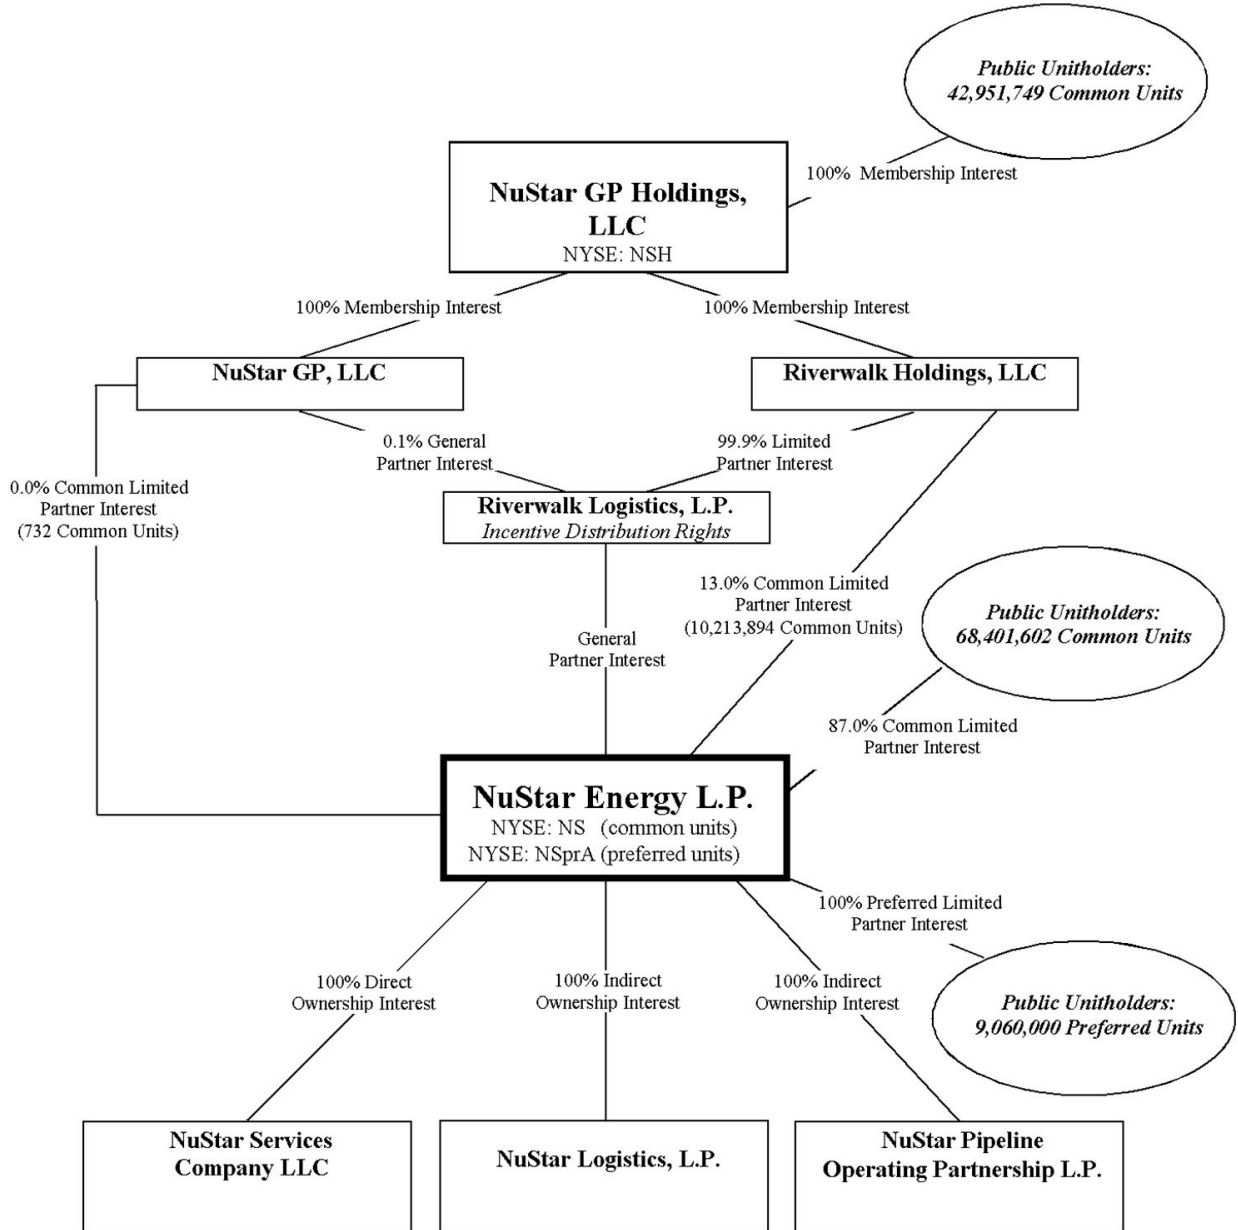 Public Unitholders:
42,951,749 Common Units
100% Membership Interest
NuStar GP Holdings,
LLC
NYSE: NSH
100% Membership Interest
100% Membership Interest
NuStar GP, LLC
Riverwalk Holdings, LLC
0.1% General
Partner Interest
99.9% Limited
Partner Interest
0.0% Common Limited
Partner Interest
(732 Common Units)
Riverwalk Logistics, L.P.
Incentive Distribution Rights
13.0% Common Limited
Partner Interest
(10,213,894 Common Units)
Public Unitholders:
68,401,602 Common Units
General
Partner Interest
87.0% Common Limited
Partner Interest
NuStar Energy L.P.
NYSE: NS (common units)
NYSE: NSprA (preferred units)
100% Preferred Limited
Partner Interest
100% Direct
Ownership Interest
100% Indirect
Ownership Interest
100% Indirect
Ownership Interest
Public Unitholders:
9,060,000 Preferred Units
NuStar Services
Company LLC
NuStar Logistics, L.P.
NuStar Pipeline
Operating Partnership L.P.